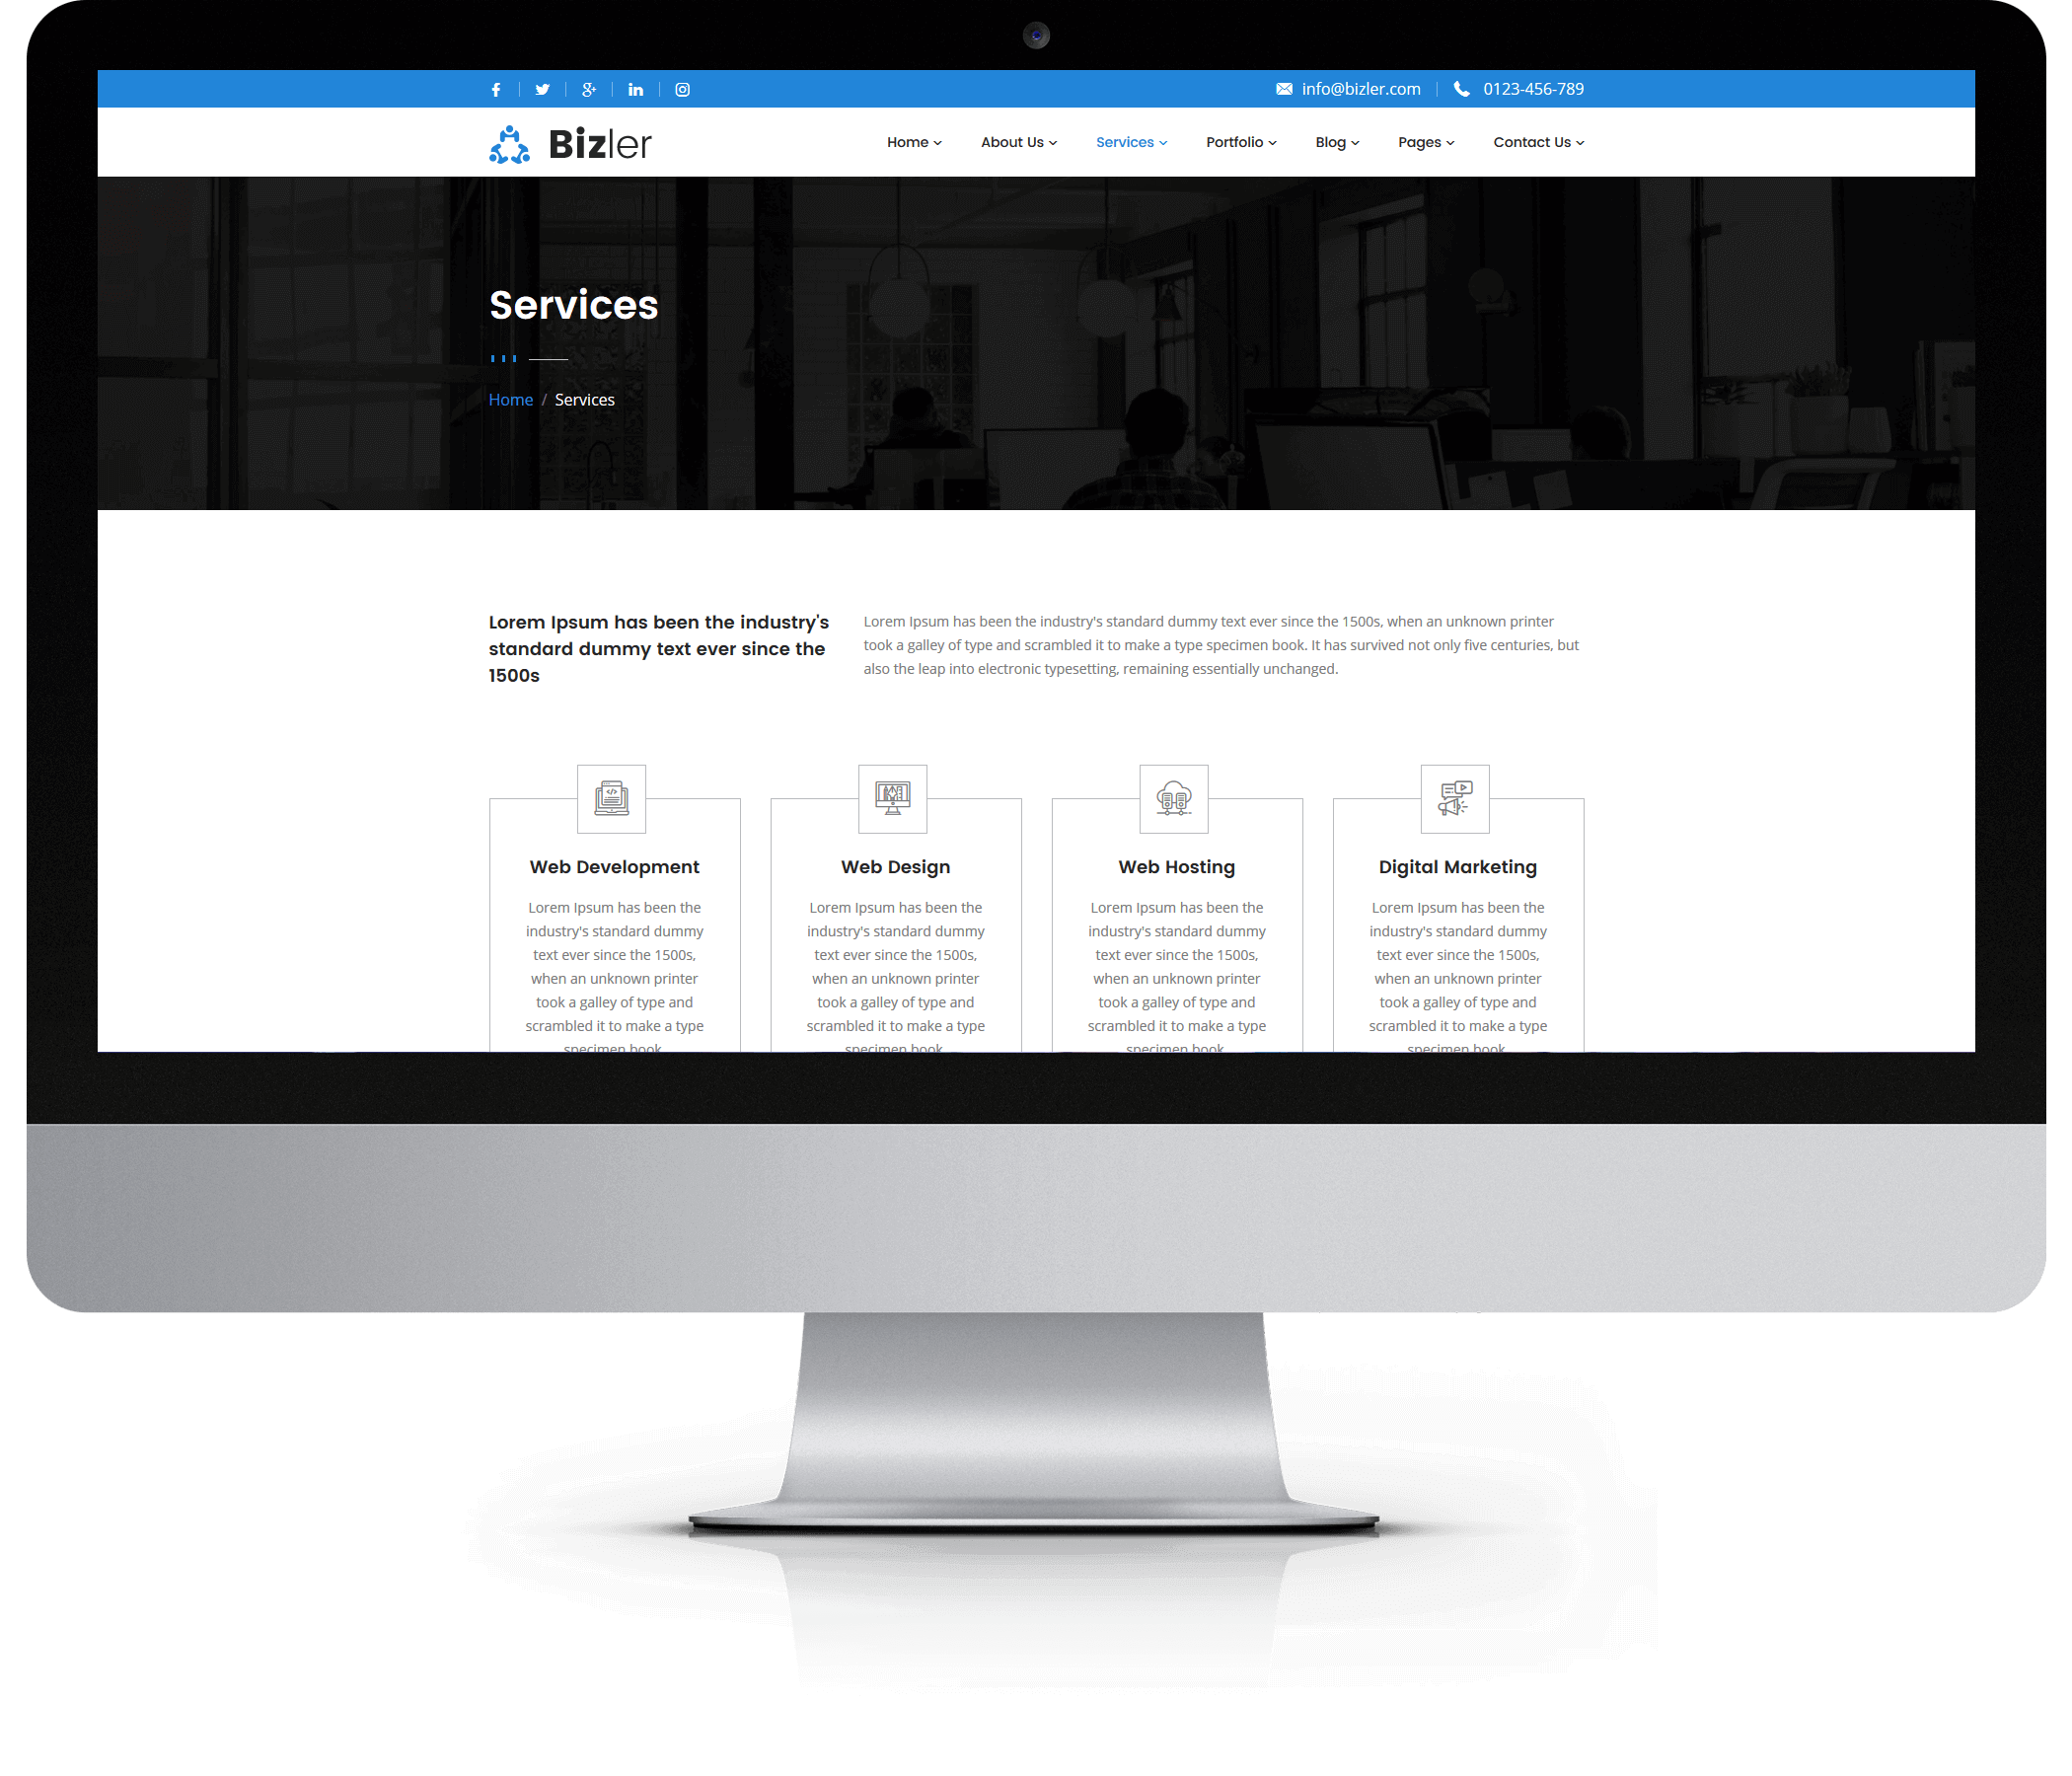 info@bizler.com 0123-456-789
Bizler
Home About Us Services Portfolio Blog Pages Contact Us
Services
Home / Services
Lorem Ipsum has been the industry's
standard dummy text ever since the
1500s
Lorem Ipsum has been the industry's standard dummy text ever since the 1500s, when an unknown printer
took a galley of type and scrambled it to make a type specimen book. It has survived not only five centuries, but
also the leap into electronic typesetting, remaining essentially unchanged.
Web Development
Lorem Ipsum has been the
industry's standard dummy
text ever since the 1500s,
when an unknown printer
took a galley of type and
scrambled it to make a type
specimen book
Web Design
Lorem Ipsum has been the
industry's standard dummy
text ever since the 1500s,
when an unknown printer
took a galley of type and
scrambled it to make a type
specimen book
Web Hosting
Lorem Ipsum has been the
industry's standard dummy
text ever since the 1500s,
when an unknown printer
took a galley of type and
scrambled it to make a type
specimen book
Digital Marketing
Lorem Ipsum has been the
industry's standard dummy
text ever since the 1500s,
when an unknown printer
took a galley of type and
scrambled it to make a type
specimen book